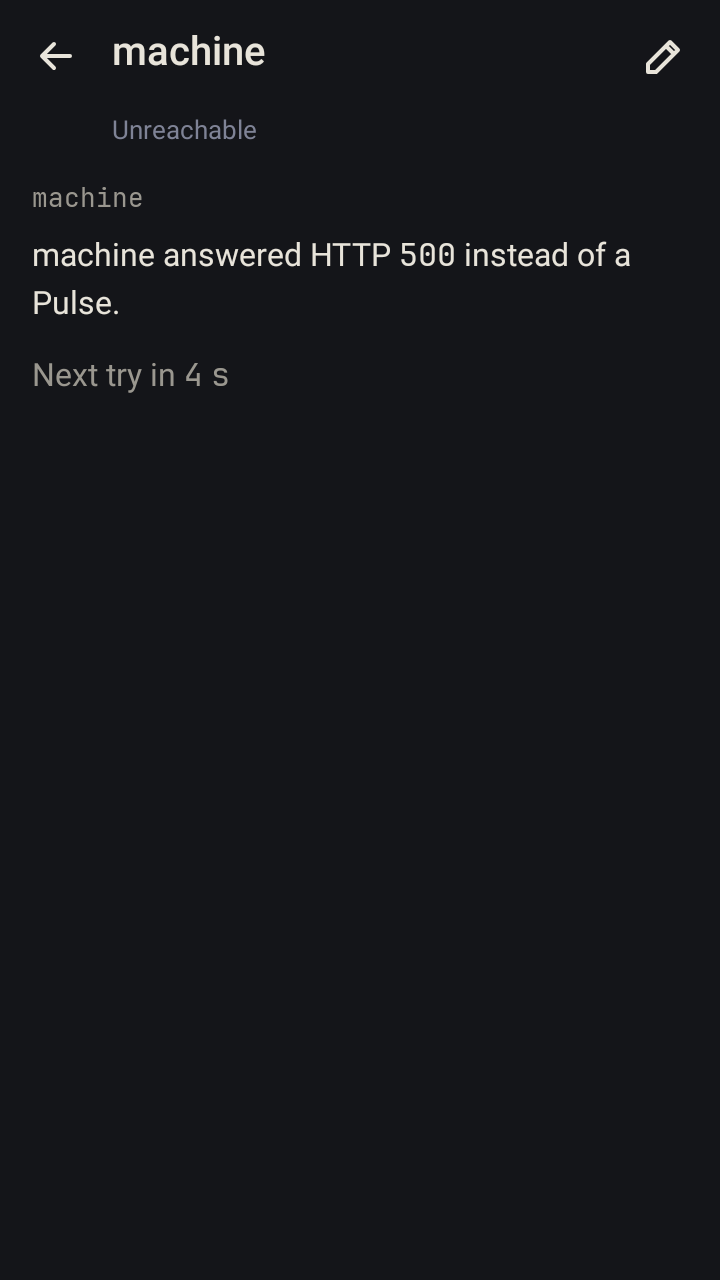 machine
Unreachable
machine
machine answered HTTP 500 instead of a
Pulse.
Next try in 4 s